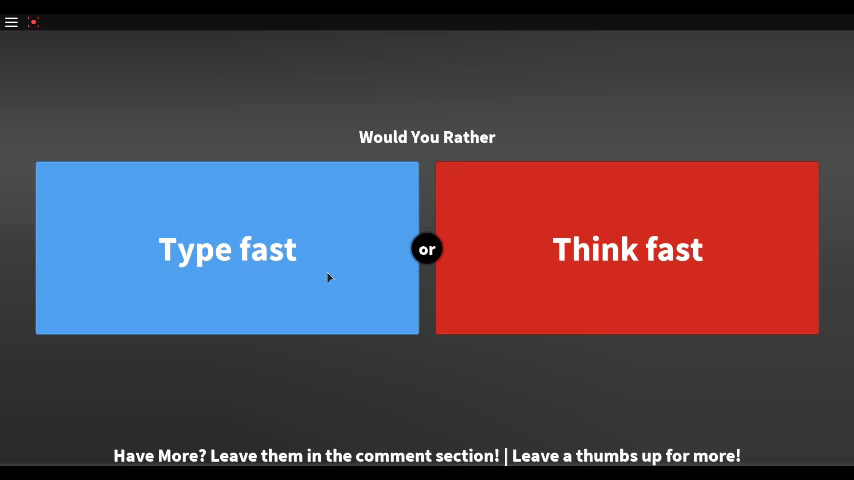 Would You Rather
Type fast
or
Think fast
Have More? Leave them in the comment section! | Leave a thumbs up for more!